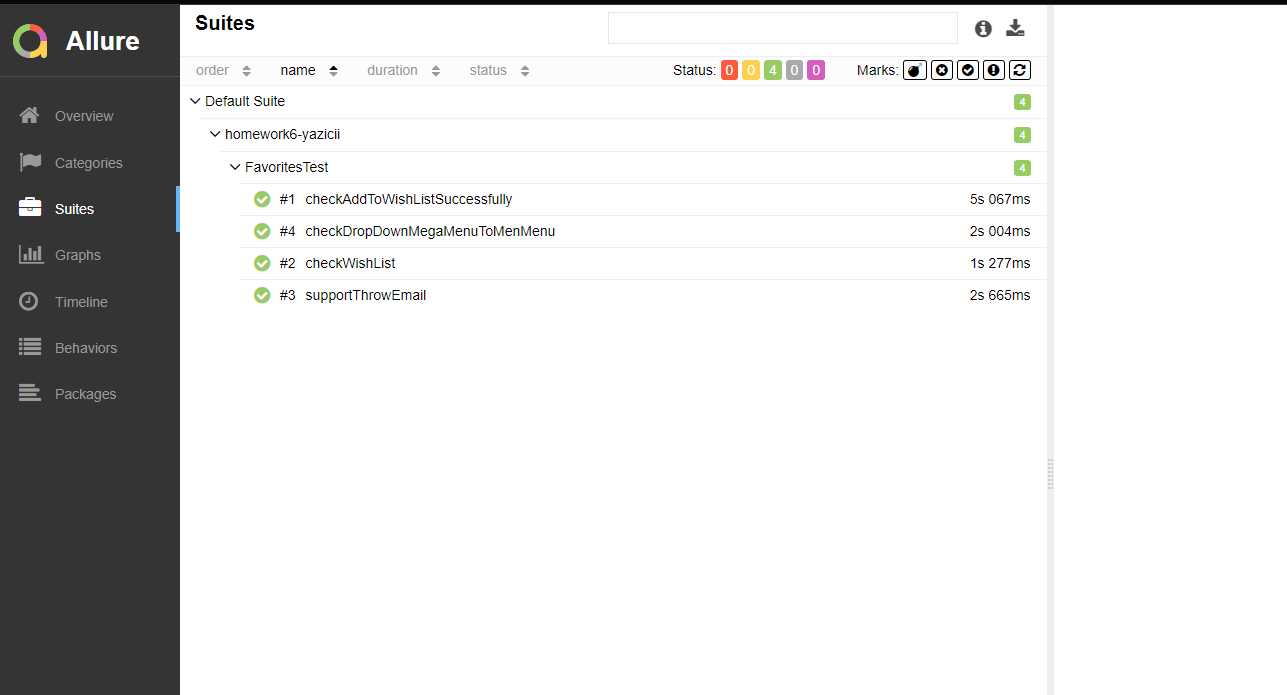 Allure
Overview
Categories
Suites
Graphs
Timeline
Behaviors
Packages
Suites
order name duration status Status: 0 0 4 0 0 Marks:
Default Suite 4
homework6-yazicii 4
FavoritesTest 4
#1 checkAddToWishListSuccessfully 5s 067ms
#4 checkDropDownMegaMenuToMenMenu 2s 004ms
#2 checkWishList 1s 277ms
#3 supportThrowEmail 2s 665ms